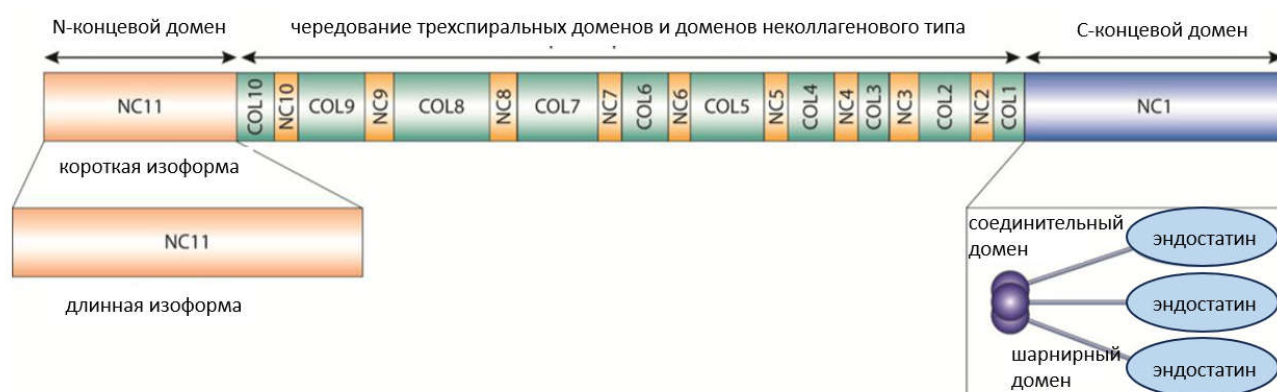 N-концевой домен
чередование трехспиральных доменов и доменов неколлагенового типа
С-концевой домен
NC11 COL10 NC10 COL9 NC9 COL8 NC8 COL7 NC7 COL6 NC6 COL5 NC5 COL4 NC4 COL3 NC3 COL2 NC2 COL1 NC1
короткая изоформа
NC11
длинная изоформа
соединительный
домен
эндостатин
эндостатин
шарнирный
домен
эндостатин